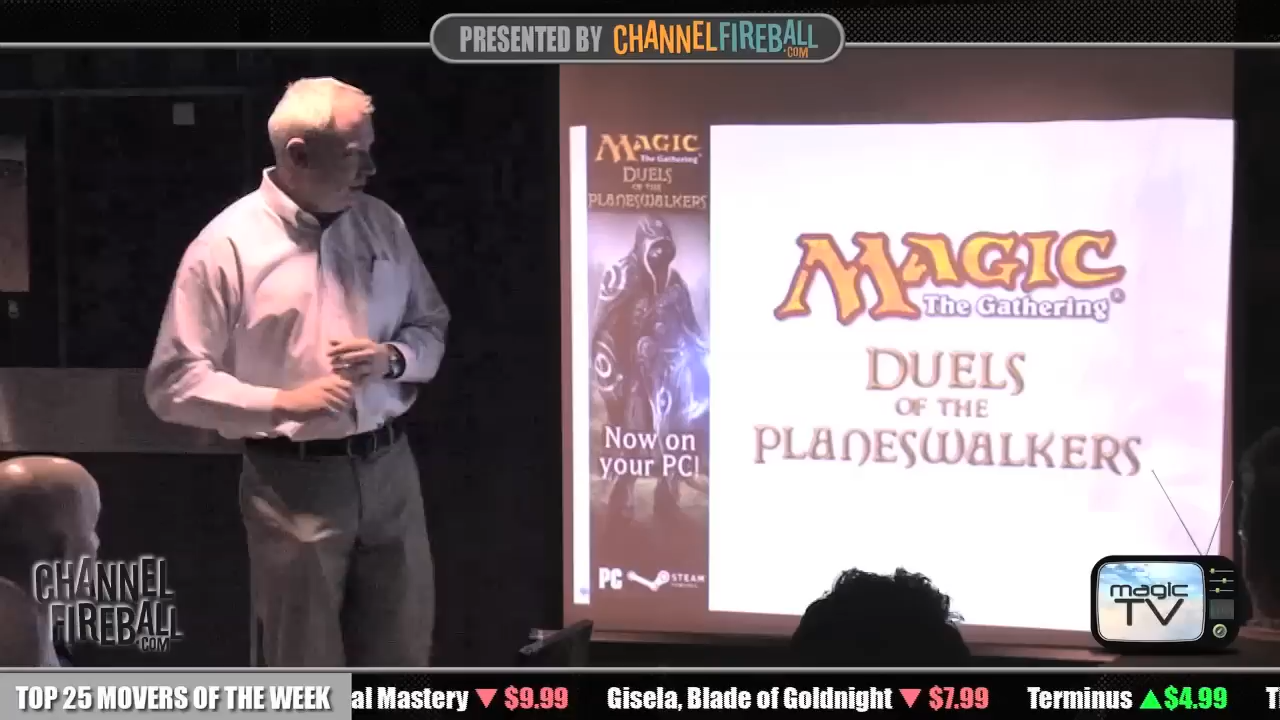 PRESENTED BY CHANNELFIREBALL
.COM
MAGIC
The Gathering®
DUELS
OF THE
PLANESWALKERS
Now on
your PC!
PC STEAM
MAGIC
The Gathering®
DUELS
OF THE
PLANESWALKERS
CHANNEL
FIREBALL
.COM
magic
TV
TOP 25 MOVERS OF THE WEEK al Mastery ▼ $9.99 Gisela, Blade of Goldnight ▼ $7.99 Terminus ▲ $4.99 T